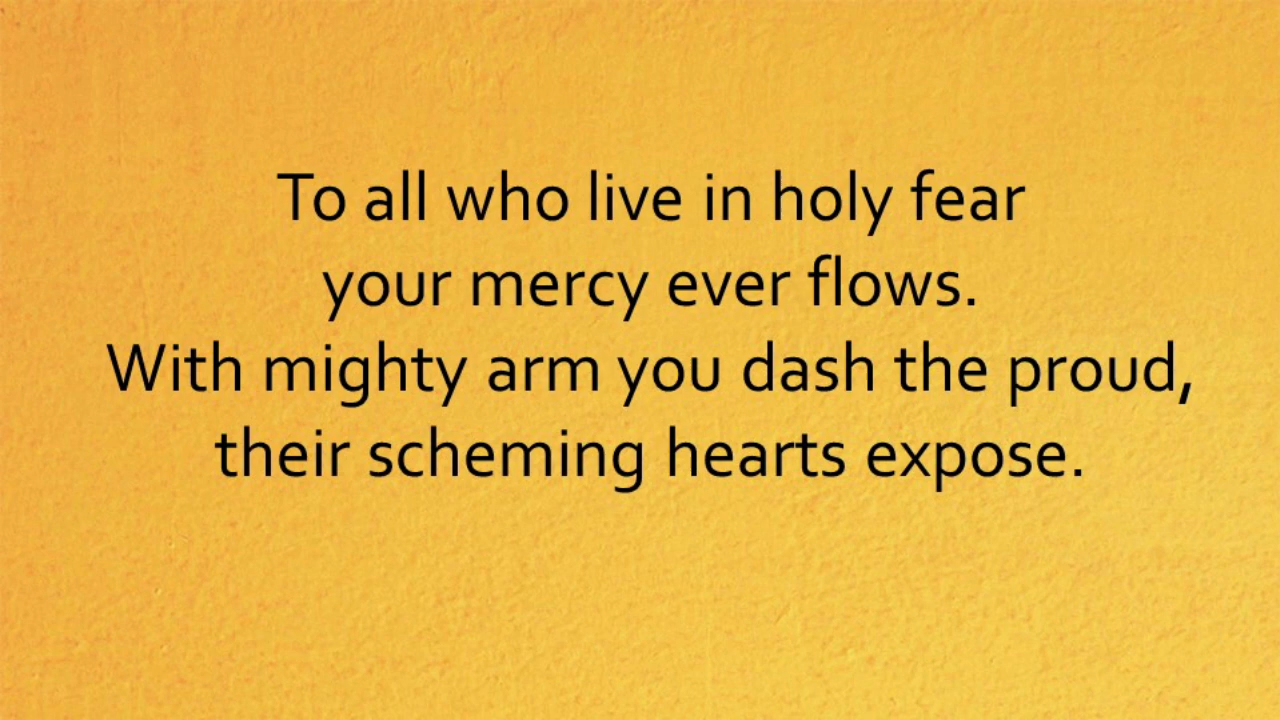 To all who live in holy fear
your mercy ever flows.
With mighty arm you dash the proud,
their scheming hearts expose.